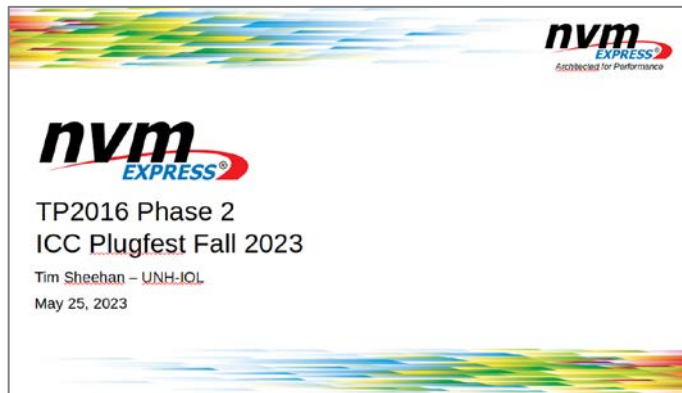 nvm
EXPRESS®
Architected for Performance
nvm
EXPRESS®
TP2016 Phase 2
ICC Plugfest Fall 2023
Tim Sheehan – UNH-IOL
May 25, 2023